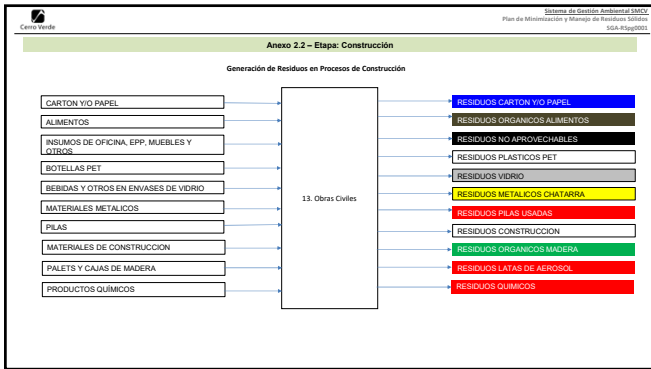 Cerro Verde
Sistema de Gestión Ambiental SMCV
Plan de Minimización y Manejo de Residuos Sólidos
SGA-RSpg0001
Anexo 2.2 – Etapa: Construcción
Generación de Residuos en Procesos de Construcción
CARTON Y/O PAPEL
ALIMENTOS
INSUMOS DE OFICINA, EPP, MUEBLES Y
OTROS
BOTELLAS PET
BEBIDAS Y OTROS EN ENVASES DE VIDRIO
MATERIALES METALICOS
PILAS
MATERIALES DE CONSTRUCCION
PALETS Y CAJAS DE MADERA
PRODUCTOS QUÍMICOS
13. Obras Civiles
RESIDUOS CARTON Y/O PAPEL
RESIDUOS ORGANICOS ALIMENTOS
RESIDUOS NO APROVECHABLES
RESIDUOS PLASTICOS PET
RESIDUOS VIDRIO
RESIDUOS METALICOS CHATARRA
RESIDUOS PILAS USADAS
RESIDUOS CONSTRUCCION
RESIDUOS ORGANICOS MADERA
RESIDUOS LATAS DE AEROSOL
RESIDUOS QUIMICOS